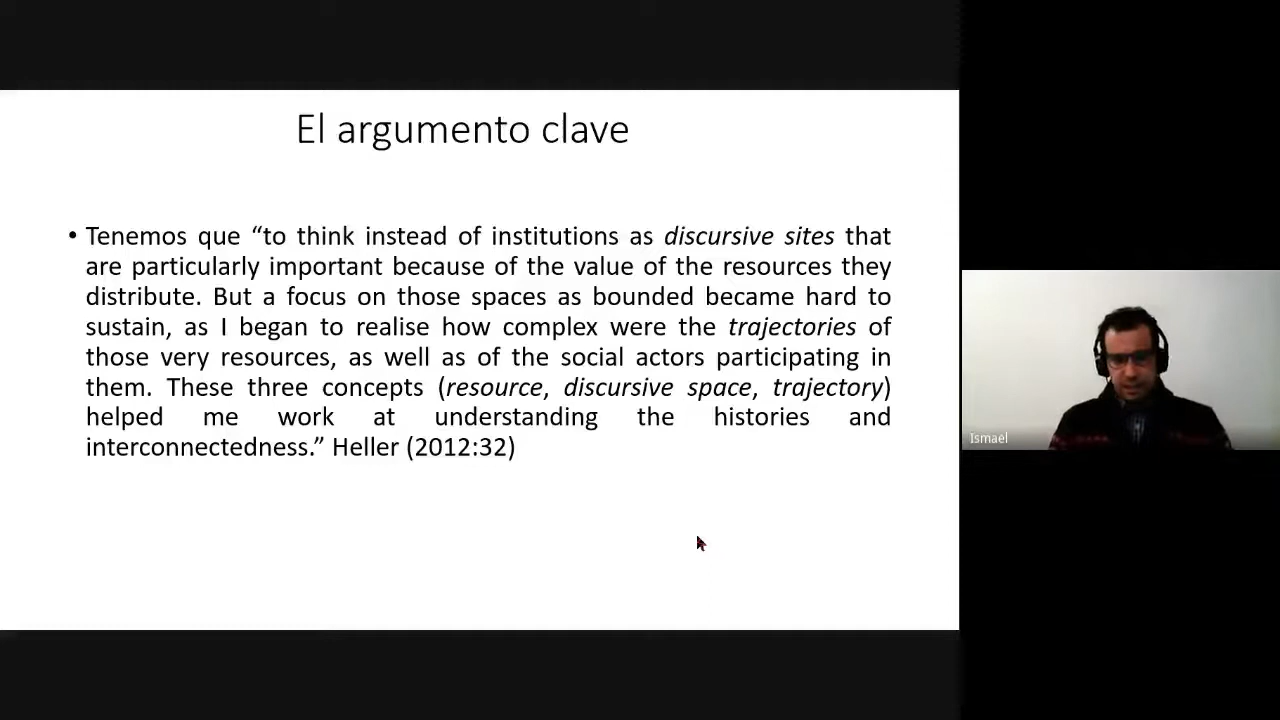 El argumento clave
• Tenemos que “to think instead of institutions as discursive sites that
are particularly important because of the value of the resources they
distribute. But a focus on those spaces as bounded became hard to
sustain, as I began to realise how complex were the trajectories of
those very resources, as well as of the social actors participating in
them. These three concepts (resource, discursive space, trajectory)
helped me work at understanding the histories and
interconnectedness.” Heller (2012:32)
Ismael